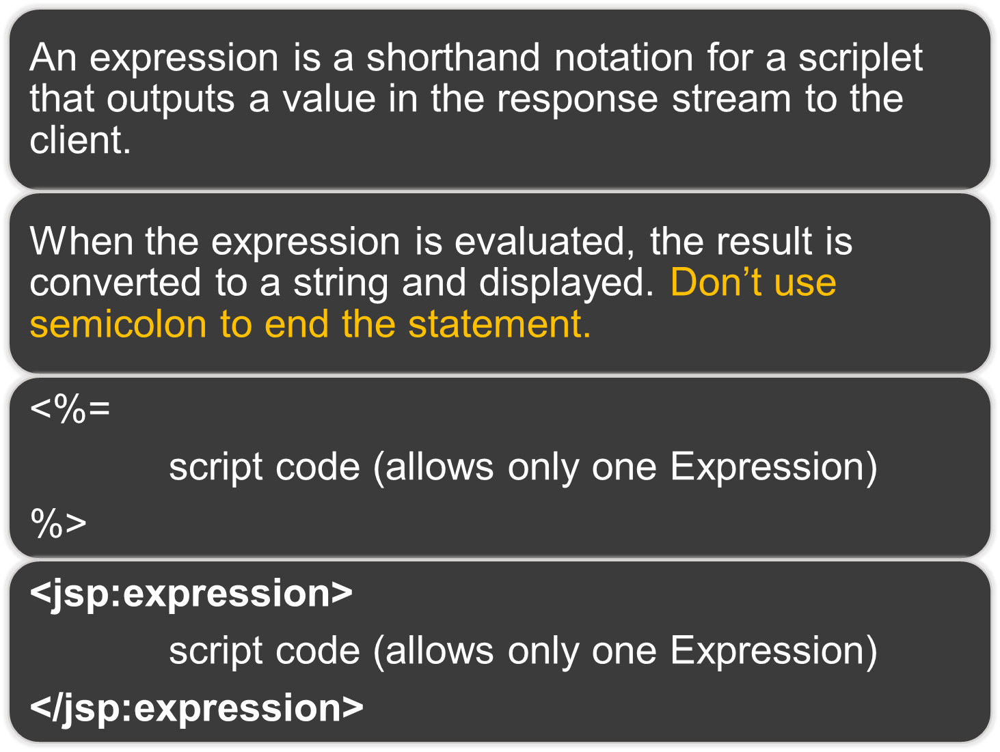 An expression is a shorthand notation for a scriplet
that outputs a value in the response stream to the
client.
When the expression is evaluated, the result is
converted to a string and displayed. Don’t use
semicolon to end the statement.
<%=
script code (allows only one Expression)
%>
<jsp:expression>
script code (allows only one Expression)
</jsp:expression>